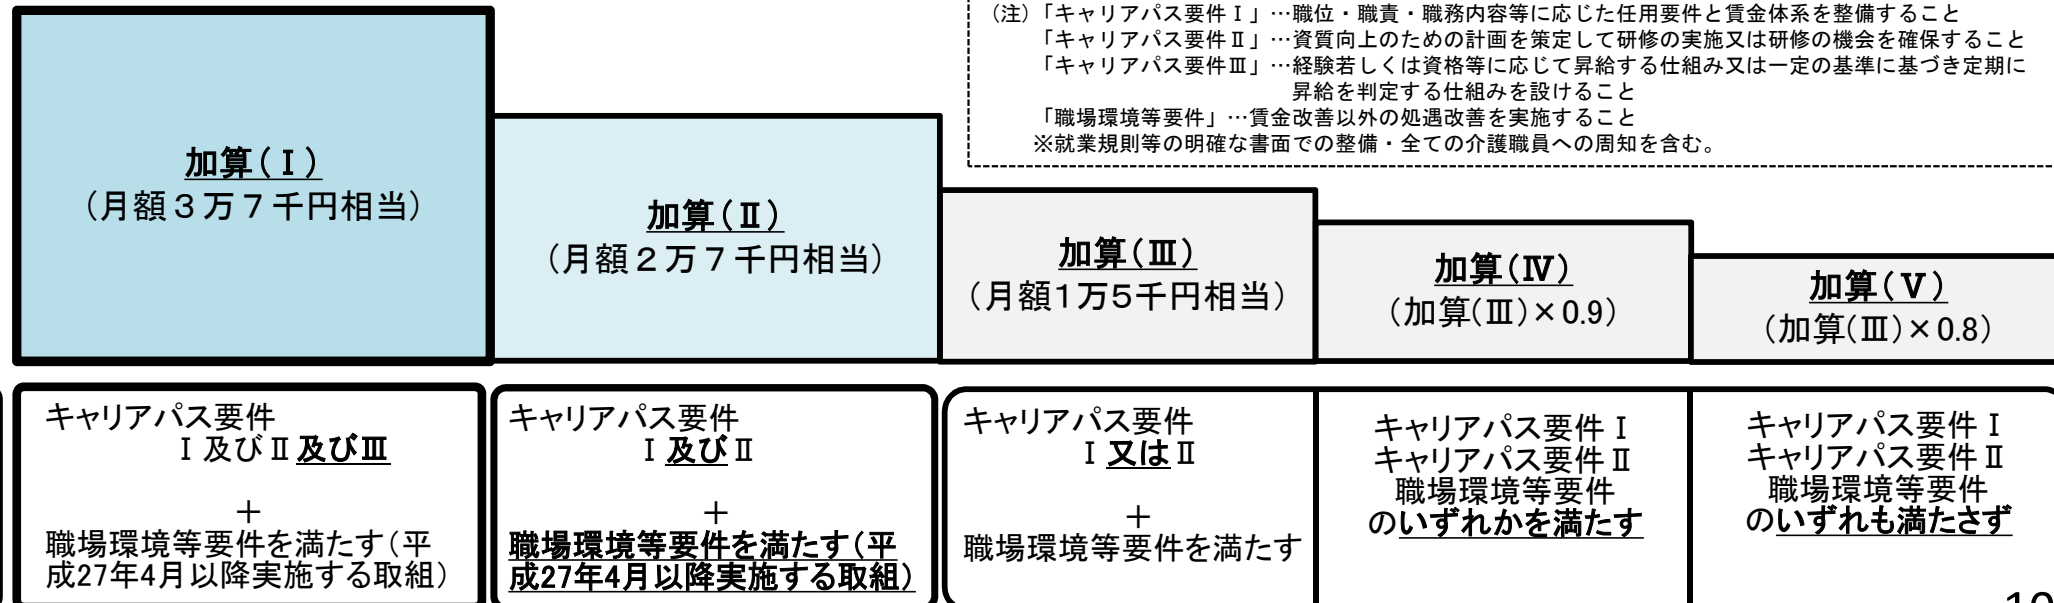 （注）「キャリアパス要件Ⅰ」…職位・職責・職務内容等に応じた任用要件と賃金体系を整備すること
「キャリアパス要件Ⅱ」…資質向上のための計画を策定して研修の実施又は研修の機会を確保すること
「キャリアパス要件Ⅲ」…経験若しくは資格等に応じて昇給する仕組み又は一定の基準に基づき定期に
昇給を判定する仕組みを設けること
「職場環境等要件」…賃金改善以外の処遇改善を実施すること
※就業規則等の明確な書面での整備・全ての介護職員への周知を含む。
加算（Ⅰ）
（月額３万７千円相当）
加算（Ⅱ）
（月額２万７千円相当）
加算（Ⅲ）
（月額1万5千円相当）
加算（Ⅳ）
（加算(Ⅲ)×0.9）
加算（Ⅴ）
（加算(Ⅲ)×0.8）
キャリアパス要件
Ⅰ及びⅡ及びⅢ
＋
職場環境等要件を満たす（平
成27年4月以降実施する取組）
キャリアパス要件
Ⅰ及びⅡ
＋
職場環境等要件を満たす（平
成27年4月以降実施する取組）
キャリアパス要件
Ⅰ又はⅡ
＋
職場環境等要件を満たす
キャリアパス要件Ⅰ
キャリアパス要件Ⅱ
職場環境等要件
のいずれかを満たす
キャリアパス要件Ⅰ
キャリアパス要件Ⅱ
職場環境等要件
のいずれも満たさず